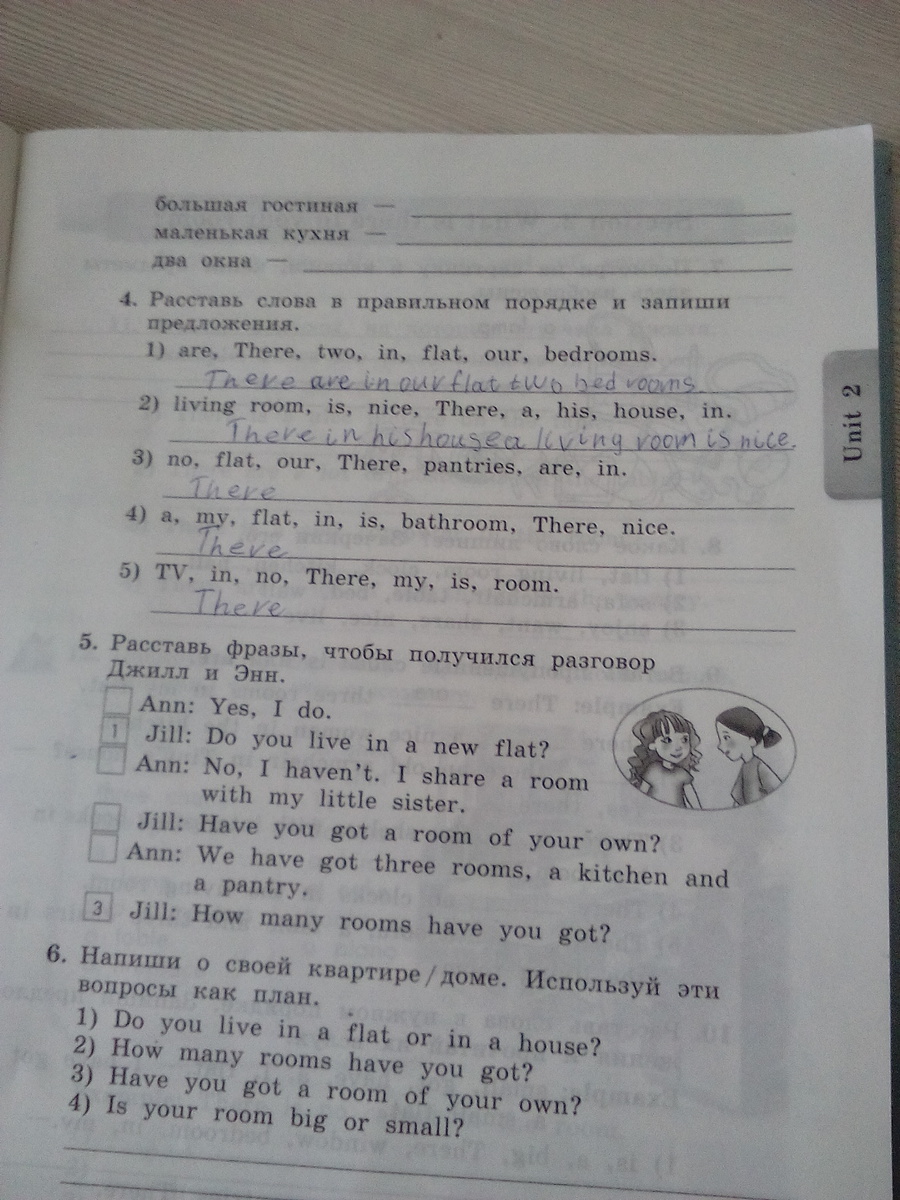 большая гостиная —
маленькая кухня —
два окна —
4. Расставь слова в правильном порядке и запиши
предложения.
1) are, There, two, in, flat, our, bedrooms.
There are in our flat two bedrooms
2) living room, is, nice, There, a, his, house, in.
There in his house a living room is nice.
3) no, flat, our, There, pantries, are, in.
There
4) a, my, flat, in, is, bathroom, There, nice.
There
5) TV, in, no, There, my, is, room.
There
Unit 2
5. Расставь фразы, чтобы получился разговор
Джилл и Энн.
Ann: Yes, I do.
1 Jill: Do you live in a new flat?
Ann: No, I haven't. I share a room
with my little sister.
Jill: Have you got a room of your own?
Ann: We have got three rooms, a kitchen and
a pantry.
3 Jill: How many rooms have you got?
6. Напиши о своей квартире/доме. Используй эти
вопросы как план.
1) Do you live in a flat or in a house?
2) How many rooms have you got?
3) Have you got a room of your own?
4) Is your room big or small?